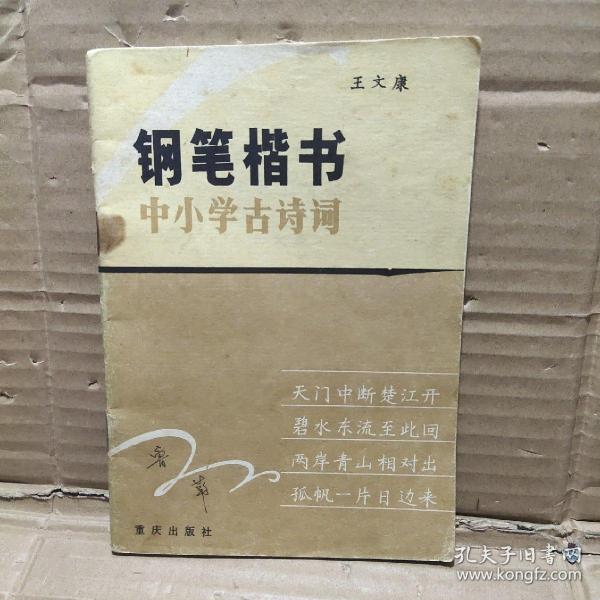 王文康
钢笔楷书
中小学古诗词
天门中断楚江开
碧水东流至此回
两岸青山相对出
孤帆一片日边来
重庆出版社
孔夫子旧书网
www.kongfz.com